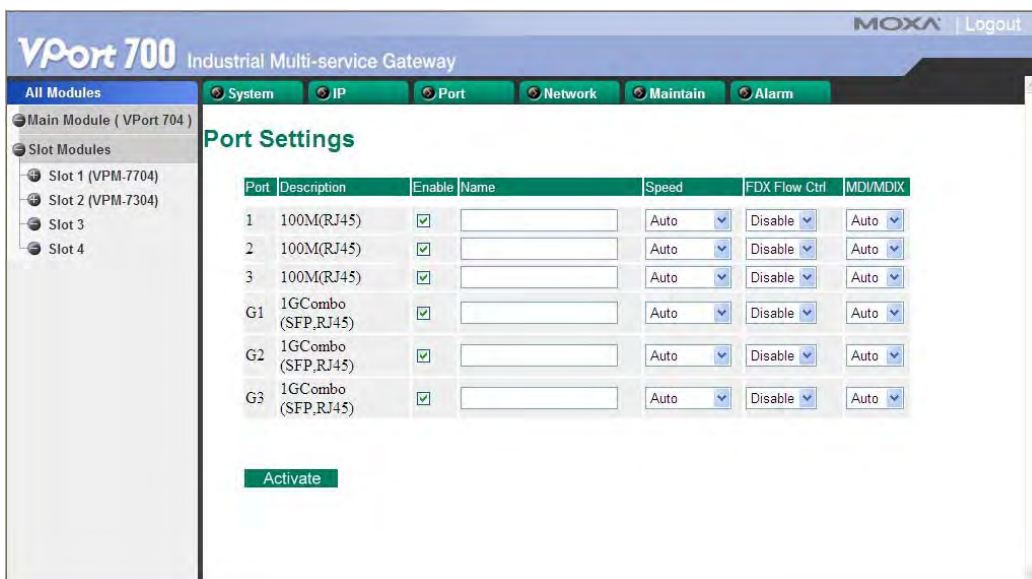 MOXA | Logout
VPort 700 Industrial Multi-service Gateway
All Modules
System IP Port Network Maintain Alarm
Main Module ( VPort 704 )
Slot Modules
Slot 1 (VPM-7704)
Slot 2 (VPM-7304)
Slot 3
Slot 4
Port Settings
Port Description Enable Name Speed FDX Flow Ctrl MDI/MDIX
1 100M(RJ45) Auto Disable Auto
2 100M(RJ45) Auto Disable Auto
3 100M(RJ45) Auto Disable Auto
G1 1GCombo (SFP,RJ45) Auto Disable Auto
G2 1GCombo (SFP,RJ45) Auto Disable Auto
G3 1GCombo (SFP,RJ45) Auto Disable Auto
Activate